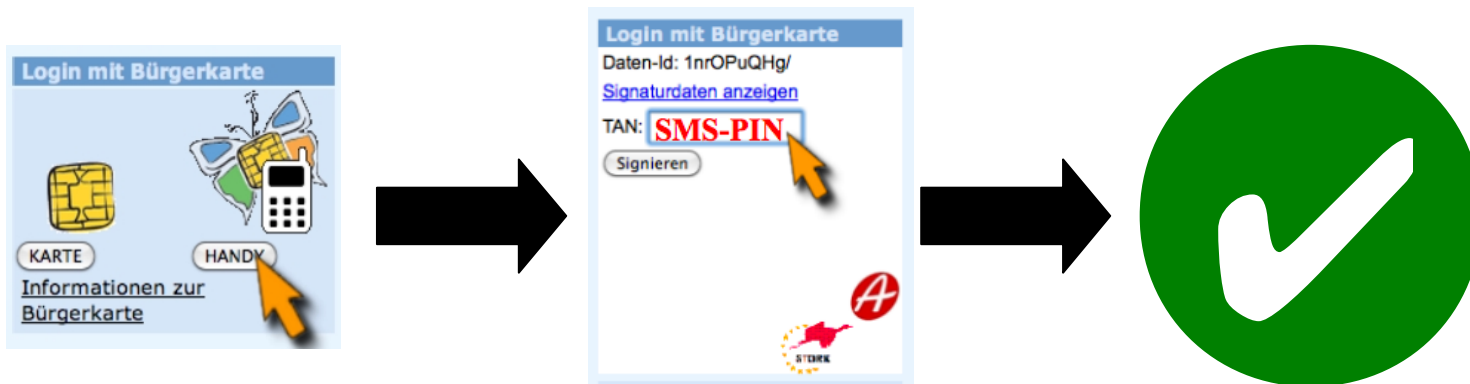 Login mit Bürgerkarte
KARTE
HANDY
Informationen zur
Bürgerkarte
Login mit Bürgerkarte
Daten-Id: 1nrOPuQHg/
Signaturdaten anzeigen
TAN: SMS-PIN
Signieren
A
STORK